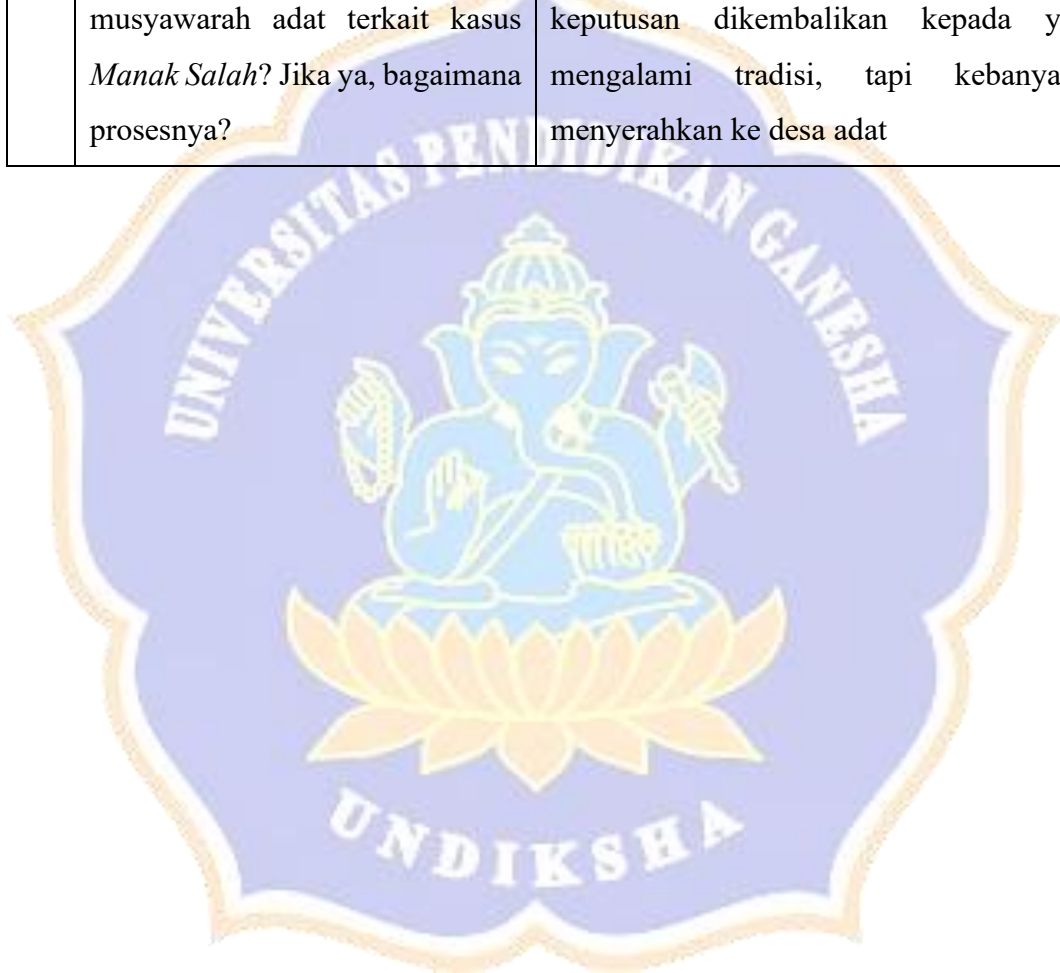 musyawarah adat terkait kasus
Manak Salah? Jika ya, bagaimana
prosesnya?
keputusan dikembalikan kepada y
mengalami tradisi, tapi kebanya
menyerahkan ke desa adat
UNIVERSITAS PENDIDIKAN GANESHA
UNDIKSHA